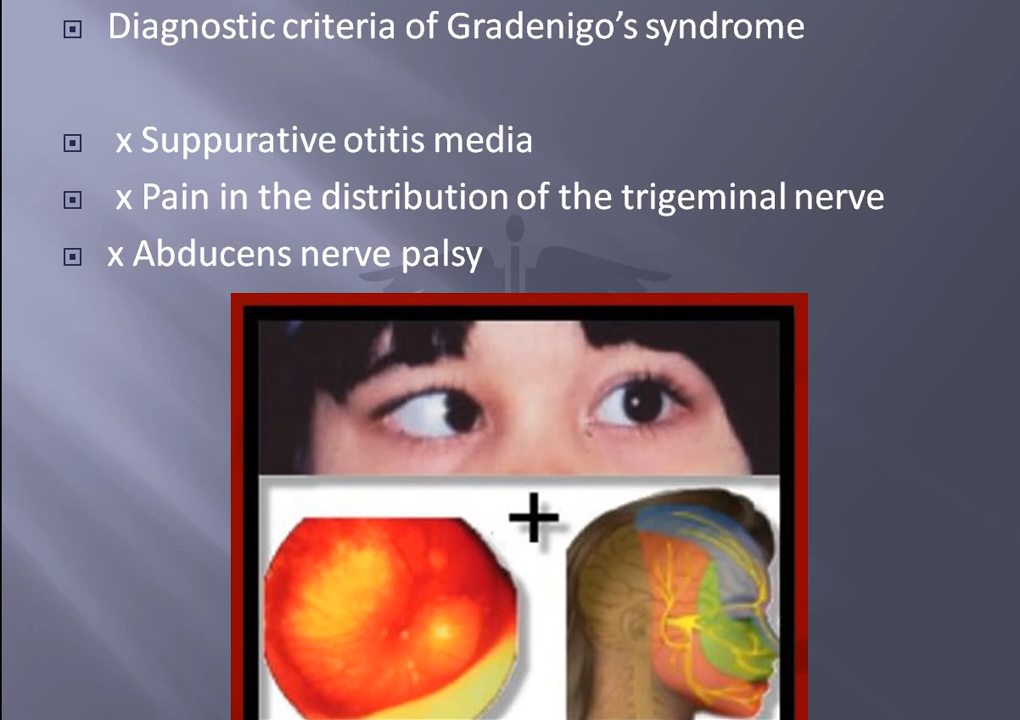 Diagnostic criteria of Gradenigo’s syndrome
x Suppurative otitis media
x Pain in the distribution of the trigeminal nerve
x Abducens nerve palsy
+